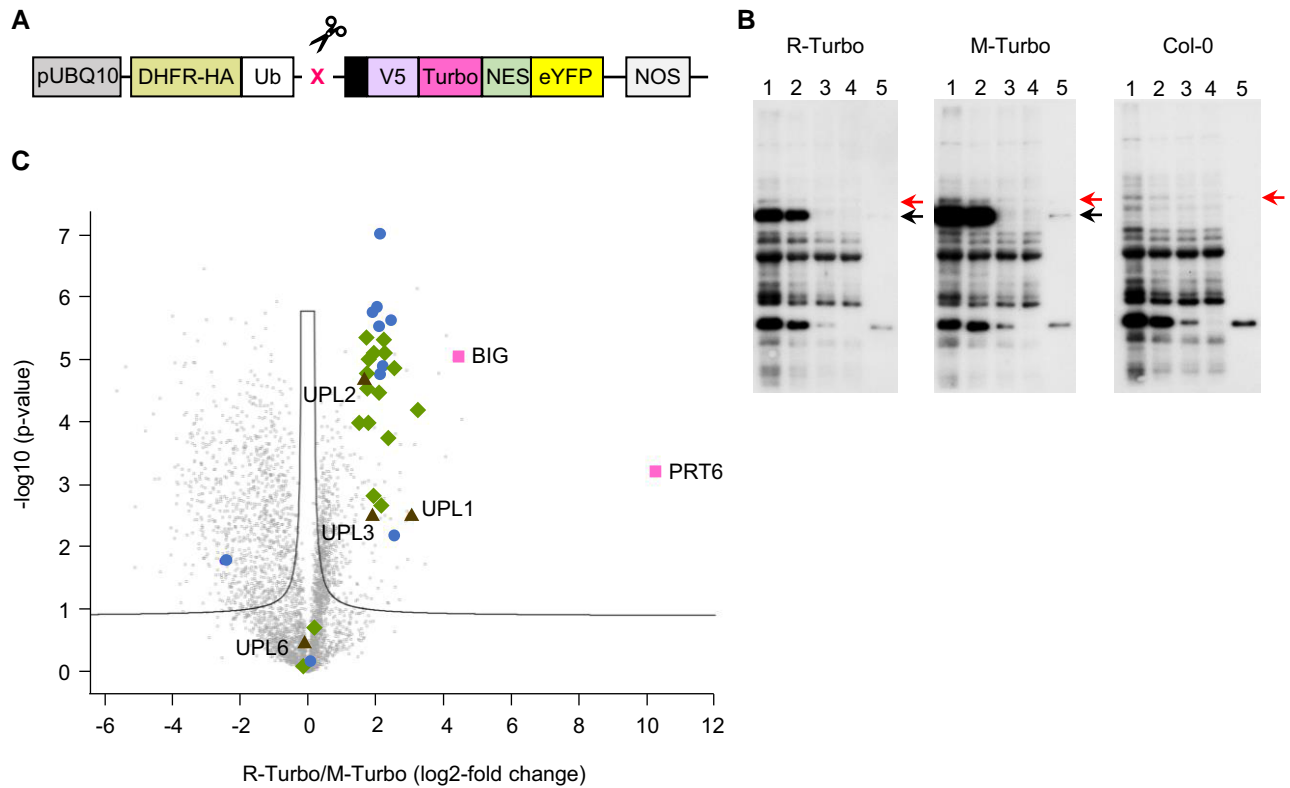 A
pUBQ10 DHFR-HA Ub X V5 Turbo NES eYFP NOS
B
R-Turbo M-Turbo Col-0
1 2 3 4 5 1 2 3 4 5 1 2 3 4 5
C
7
6
5
4
3
2
1
0
-log10 (p-value)
BIG
UPL2
PRT6
UPL1
UPL3
UPL6
-6 -4 -2 0 2 4 6 8 10 12
R-Turbo/M-Turbo (log2-fold change)